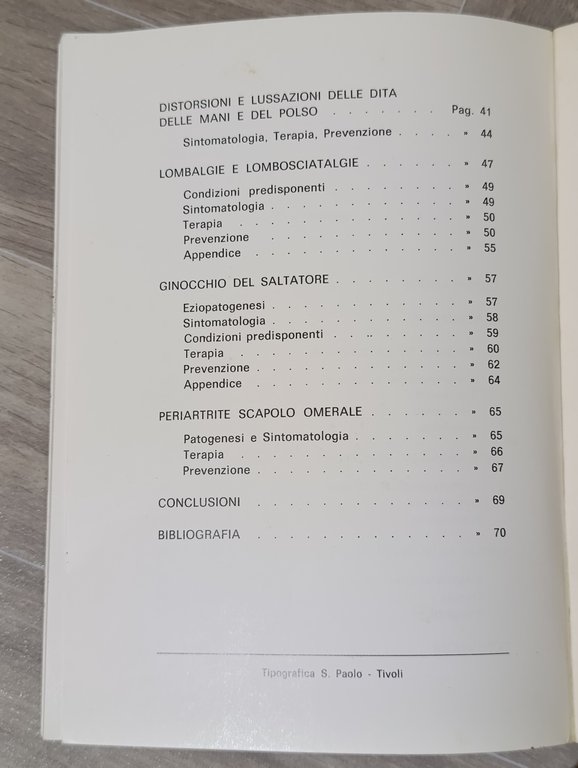 DISTORSIONI E LUSSAZIONI DELLE DITA
DELLE MANI E DEL POLSO . . . . . . . Pag. 41
Sintomatologia, Terapia, Prevenzione . . . . » 44
LOMBALGIE E LOMBOSCIATALGIE . . . . . . » 47
Condizioni predisponenti . . . . . . . . » 49
Sintomatologia . . . . . . . . . . . . » 49
Terapia . . . . . . . . . . . . . » 50
Prevenzione . . . . . . . . . . . . » 50
Appendice . . . . . . . . . . . . » 55
GINOCCHIO DEL SALTATORE . . . . . . . . » 57
Eziopatogenesi . . . . . . . . . . . » 57
Sintomatologia . . . . . . . . . . . . » 58
Condizioni predisponenti . . . . . . . . » 59
Terapia . . . . . . . . . . . . . » 60
Prevenzione . . . . . . . . . . . . » 62
Appendice . . . . . . . . . . . . » 64
PERIARTRITE SCAPOLO OMERALE . . . . . . » 65
Patogenesi e Sintomatologia . . . . . . . » 65
Terapia . . . . . . . . . . . . . » 66
Prevenzione . . . . . . . . . . . . » 67
CONCLUSIONI . . . . . . . . . . . . » 69
BIBLIOGRAFIA . . . . . . . . . . . . » 70
Tipografica S. Paolo - Tivoli